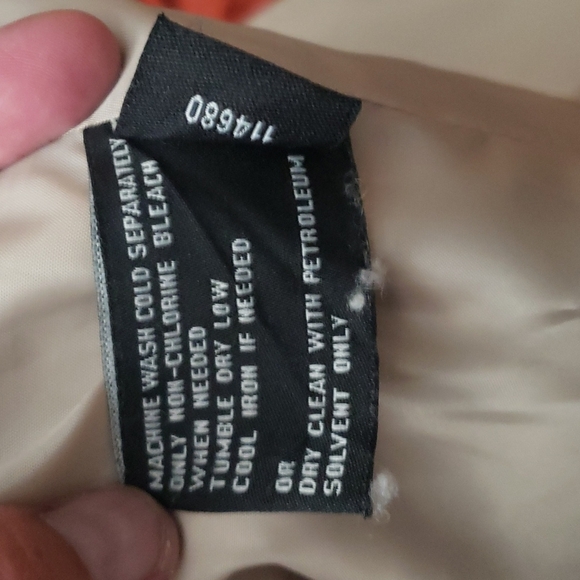 114680
MACHINE WASH COLD SEPARATELY
ONLY NON-CHLORINE BLEACH
WHEN NEEDED
TUMBLE DRY LOW
COOL IRON IF NEEDED
OR
DRY CLEAN WITH PETROLEUM
SOLVENT ONLY